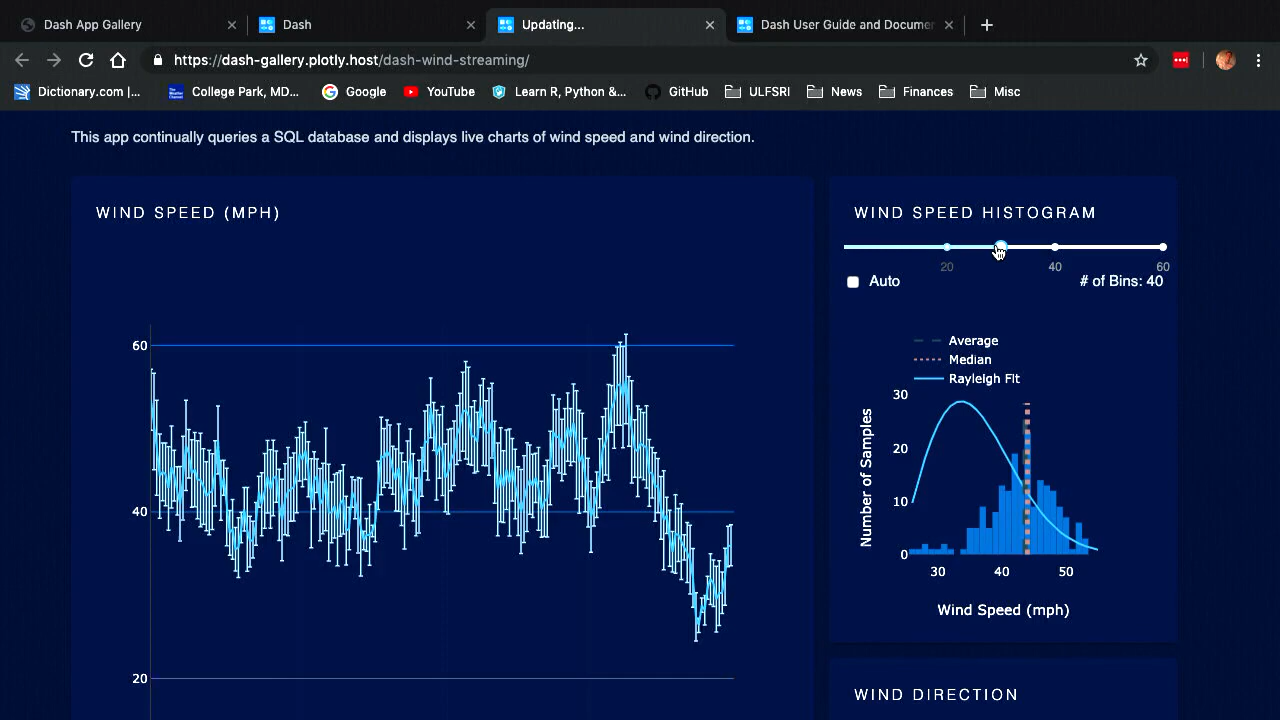 Dash App Gallery
Dash
Updating...
Dash User Guide and Documen
https://dash-gallery.plotly.host/dash-wind-streaming/
Dictionary.com |...
College Park, MD...
Google
YouTube
Learn R, Python &...
GitHub
ULFSRI
News
Finances
Misc
This app continually queries a SQL database and displays live charts of wind speed and wind direction.
WIND SPEED (MPH)
60
40
20
WIND SPEED HISTOGRAM
20
40
60
Auto
# of Bins: 40
Average
Median
Rayleigh Fit
30
20
10
0
Number of Samples
30
40
50
Wind Speed (mph)
WIND DIRECTION